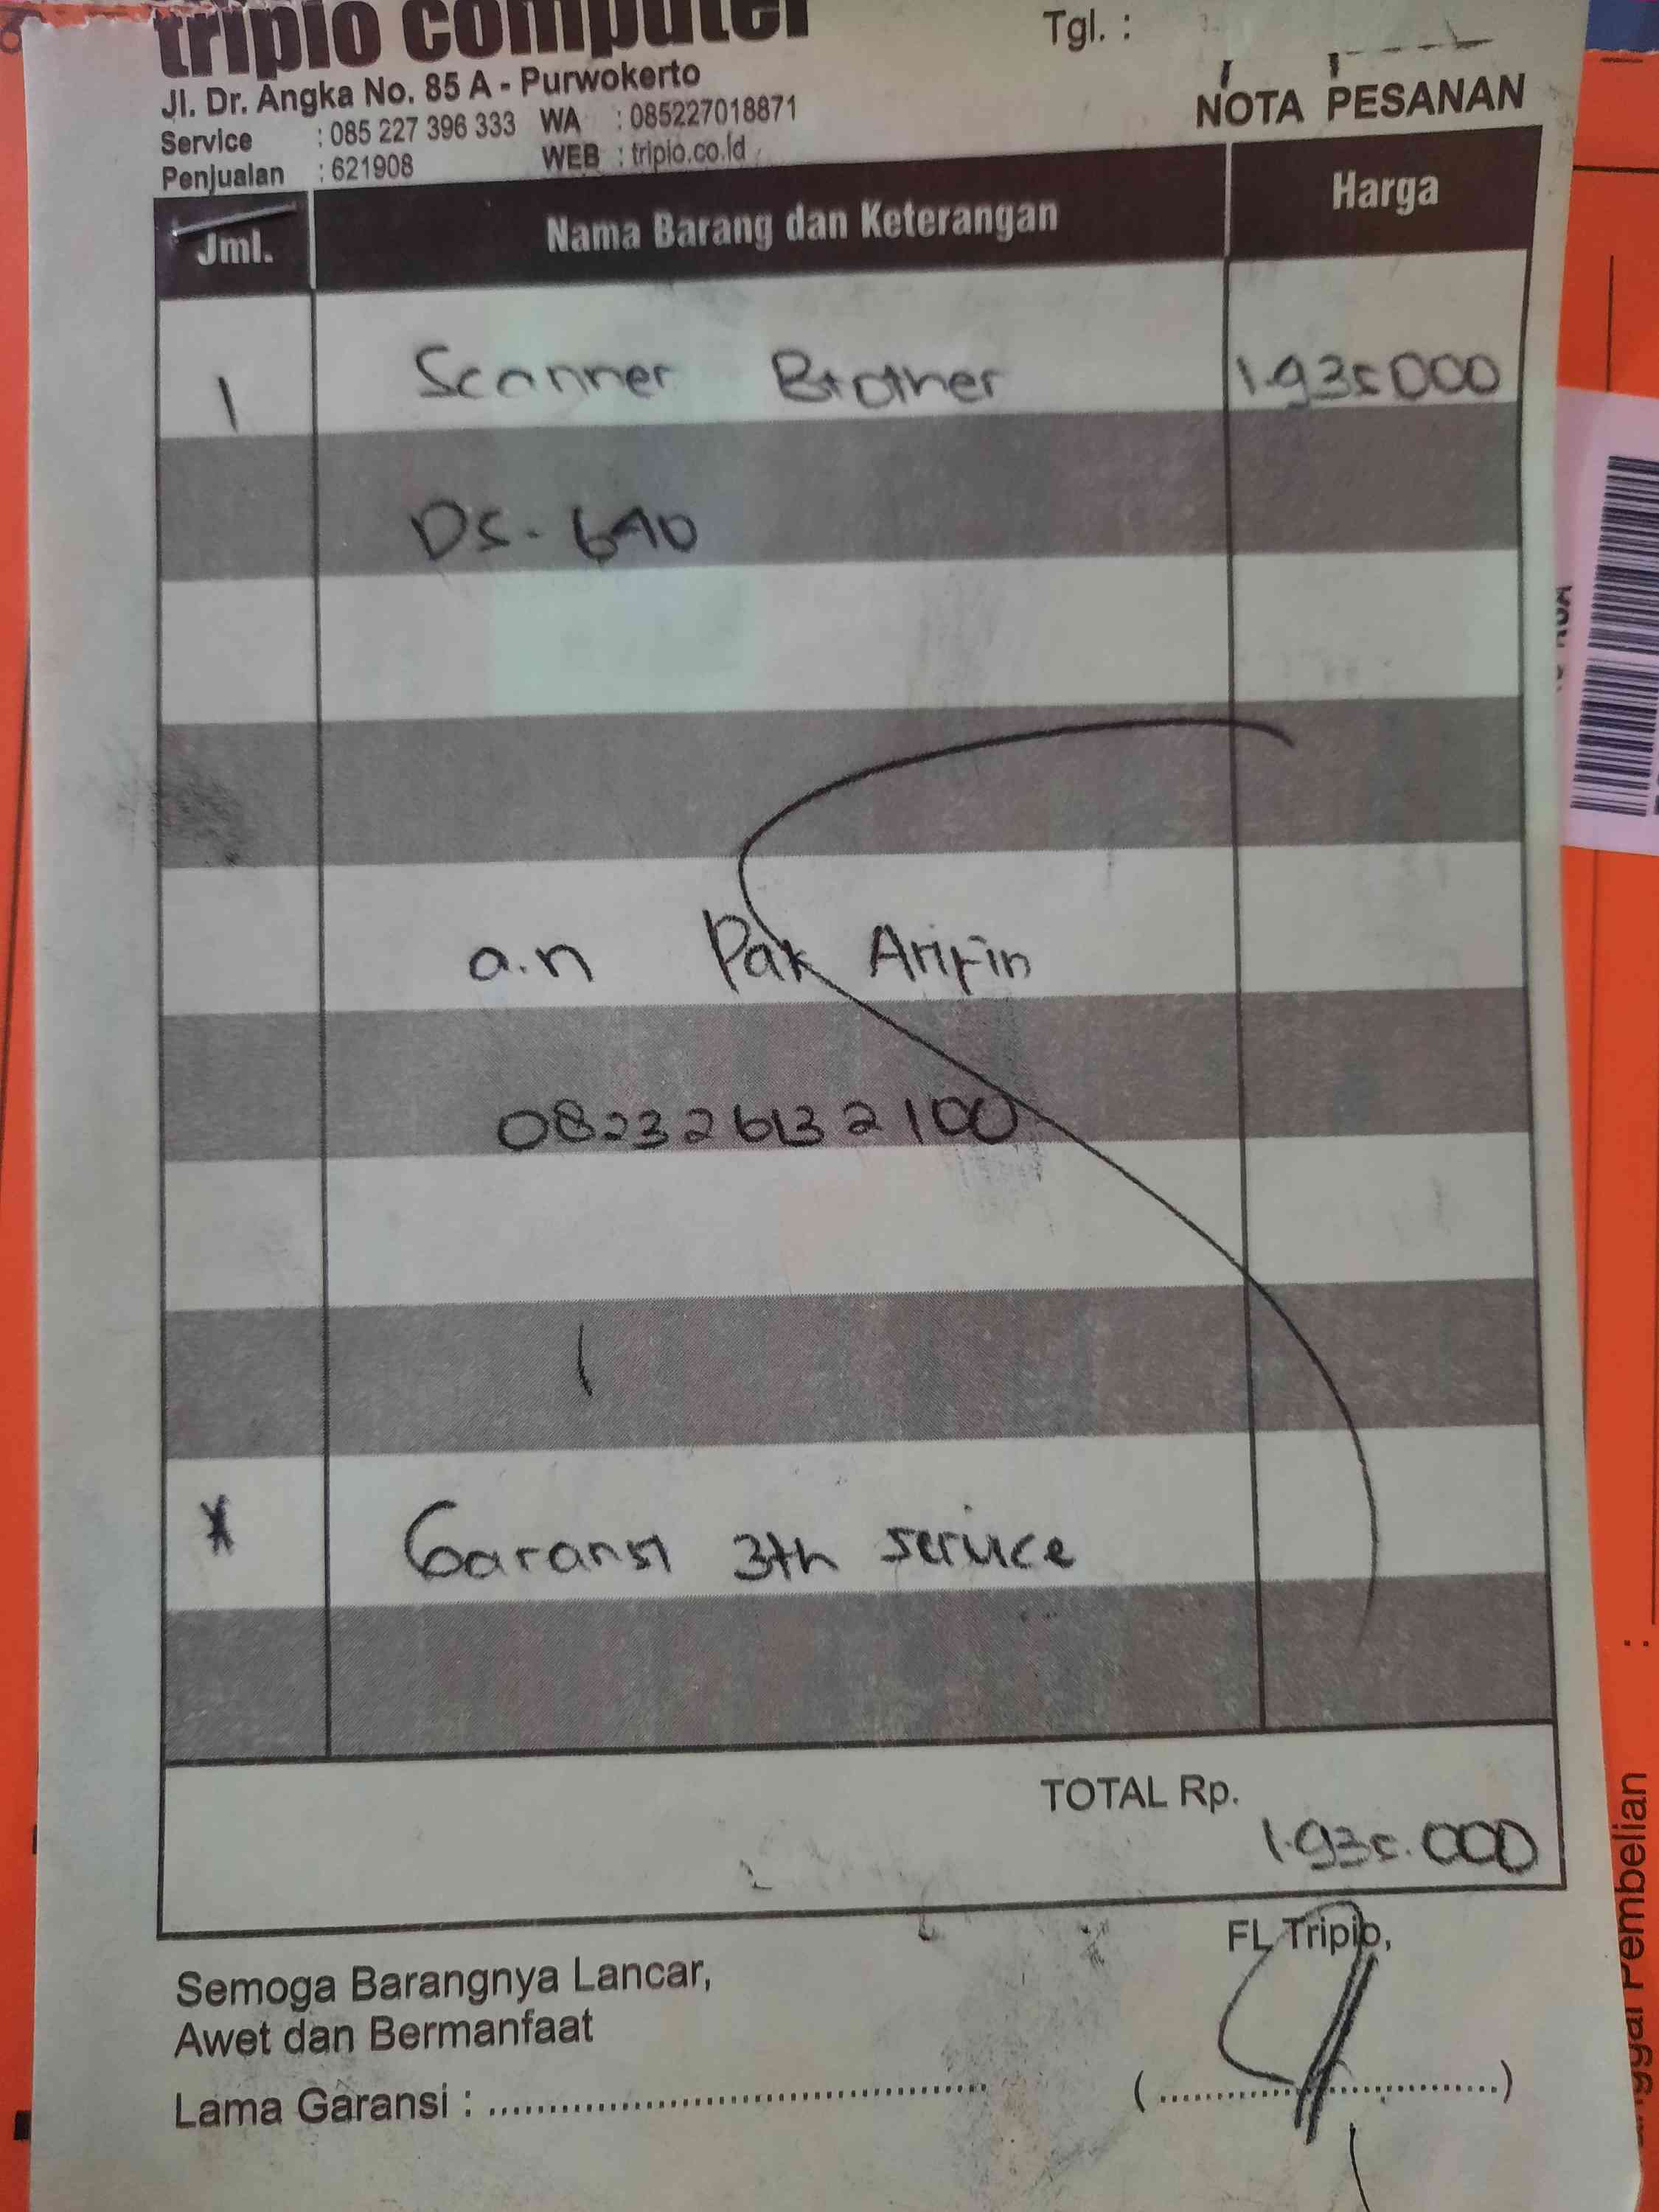 tripio computer
Tgl. :
Jl. Dr. Angka No. 85 A - Purwokerto
NOTA PESANAN
Service : 085 227 396 333 WA : 085227018871
Penjualan : 621908 WEB : tripio.co.id
Jml. Nama Barang dan Keterangan Harga
1 Scanner Brother 1.935000
DS-640
a.n Pak Arifin
082326132100
* Garansi 3th service
TOTAL Rp.
1.935.000
FL Tripio,
Semoga Barangnya Lancar,
Awet dan Bermanfaat
Lama Garansi : ........................................ (..............................)
Pembelian
: